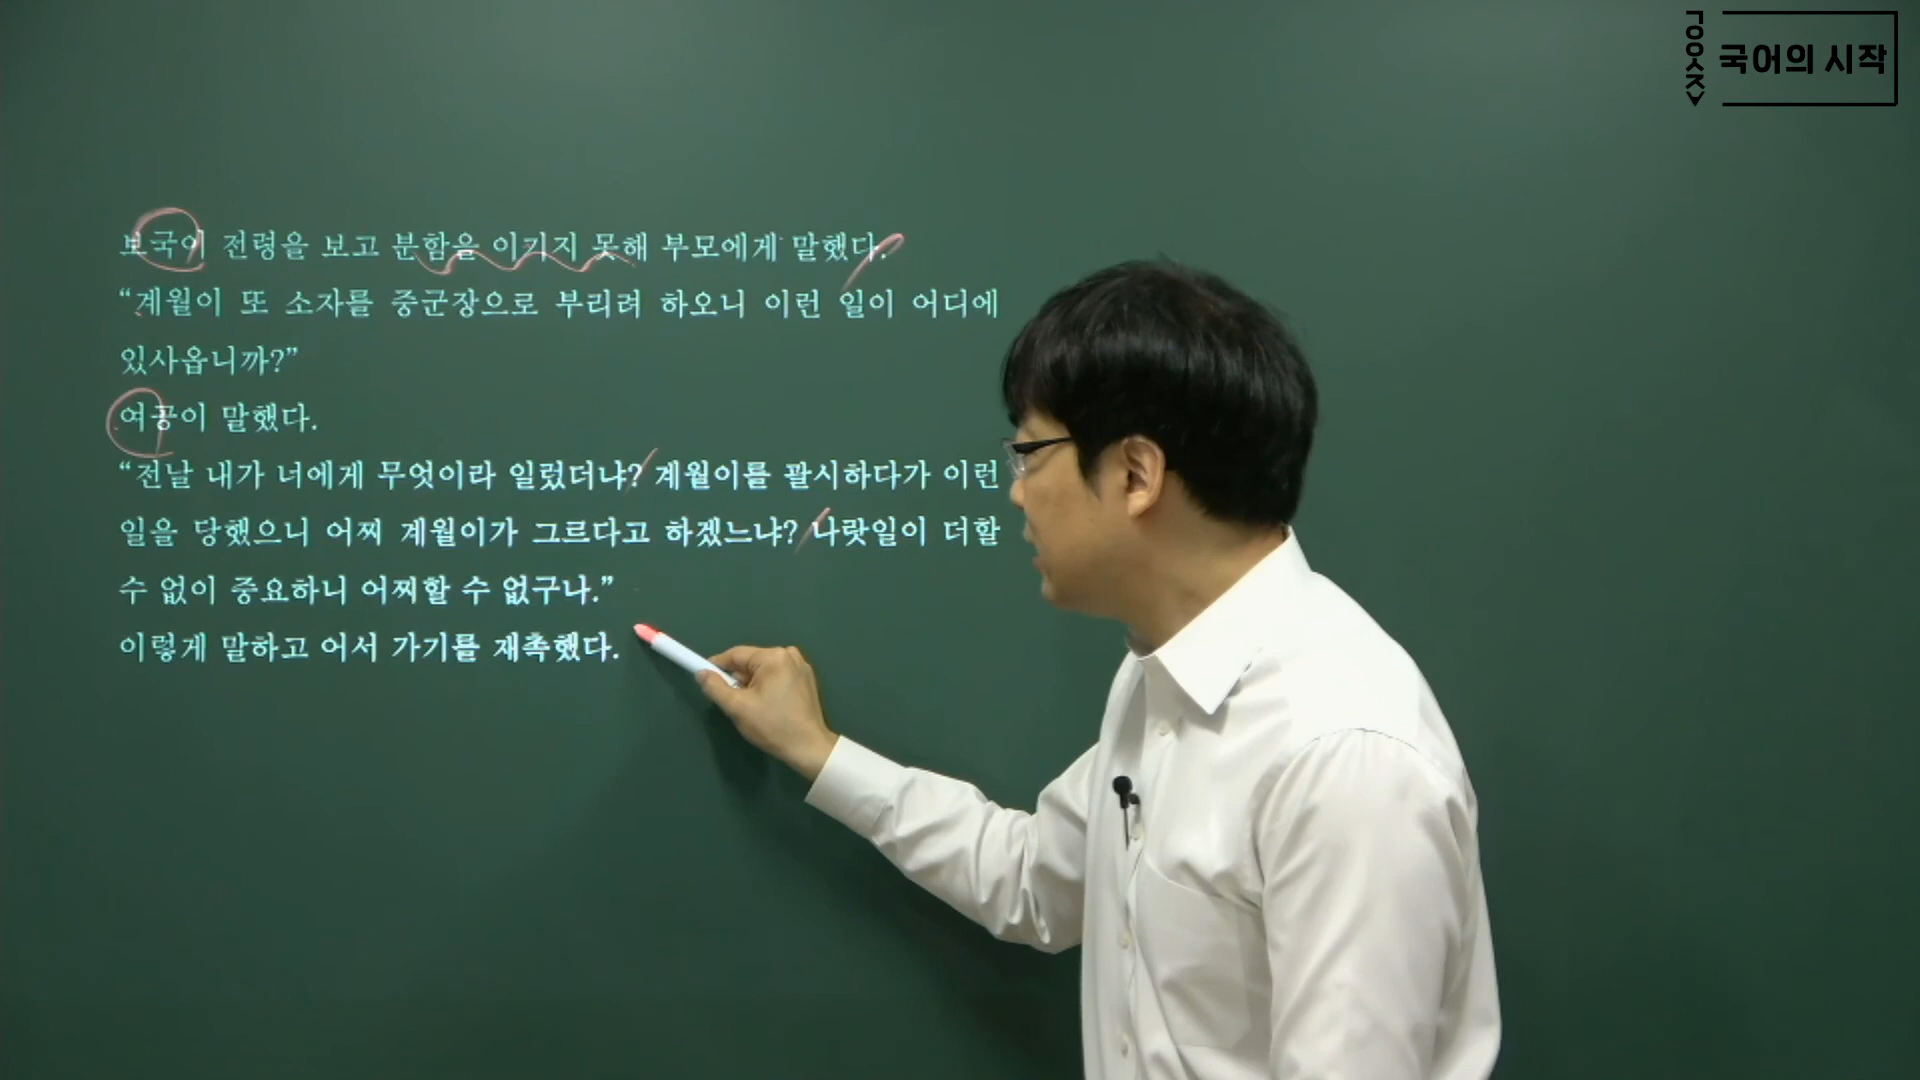 GOOSZ
국어의 시작
보국이 전령을 보고 분함을 이기지 못해 부모에게 말했다.
“계월이 또 소자를 중군장으로 부리려 하오니 이런 일이 어디에
있사옵니까?”
여공이 말했다.
“전날 내가 너에게 무엇이라 일렀더냐? 계월이를 괄시하다가 이런
일을 당했으니 어찌 계월이가 그르다고 하겠느냐? 나랏일이 더할
수 없이 중요하니 어찌할 수 없구나.”
이렇게 말하고 어서 가기를 재촉했다.